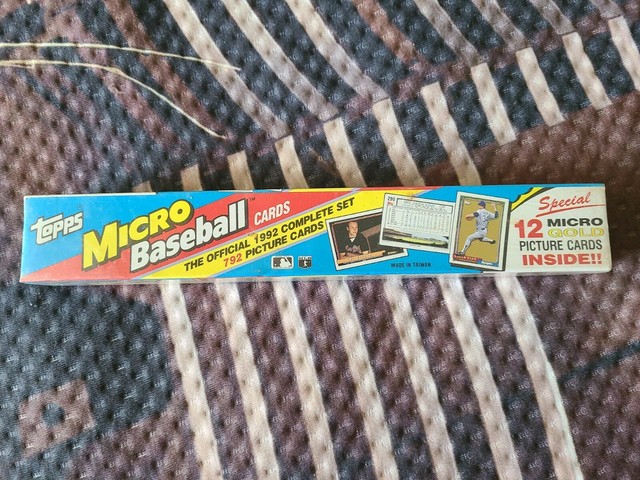 Topps
MICRO
Baseball™ CARDS
THE OFFICIAL 1992 COMPLETE SET
792 PICTURE CARDS
MADE IN TAIWAN
Special
12 MICRO
GOLD
PICTURE CARDS
INSIDE!!